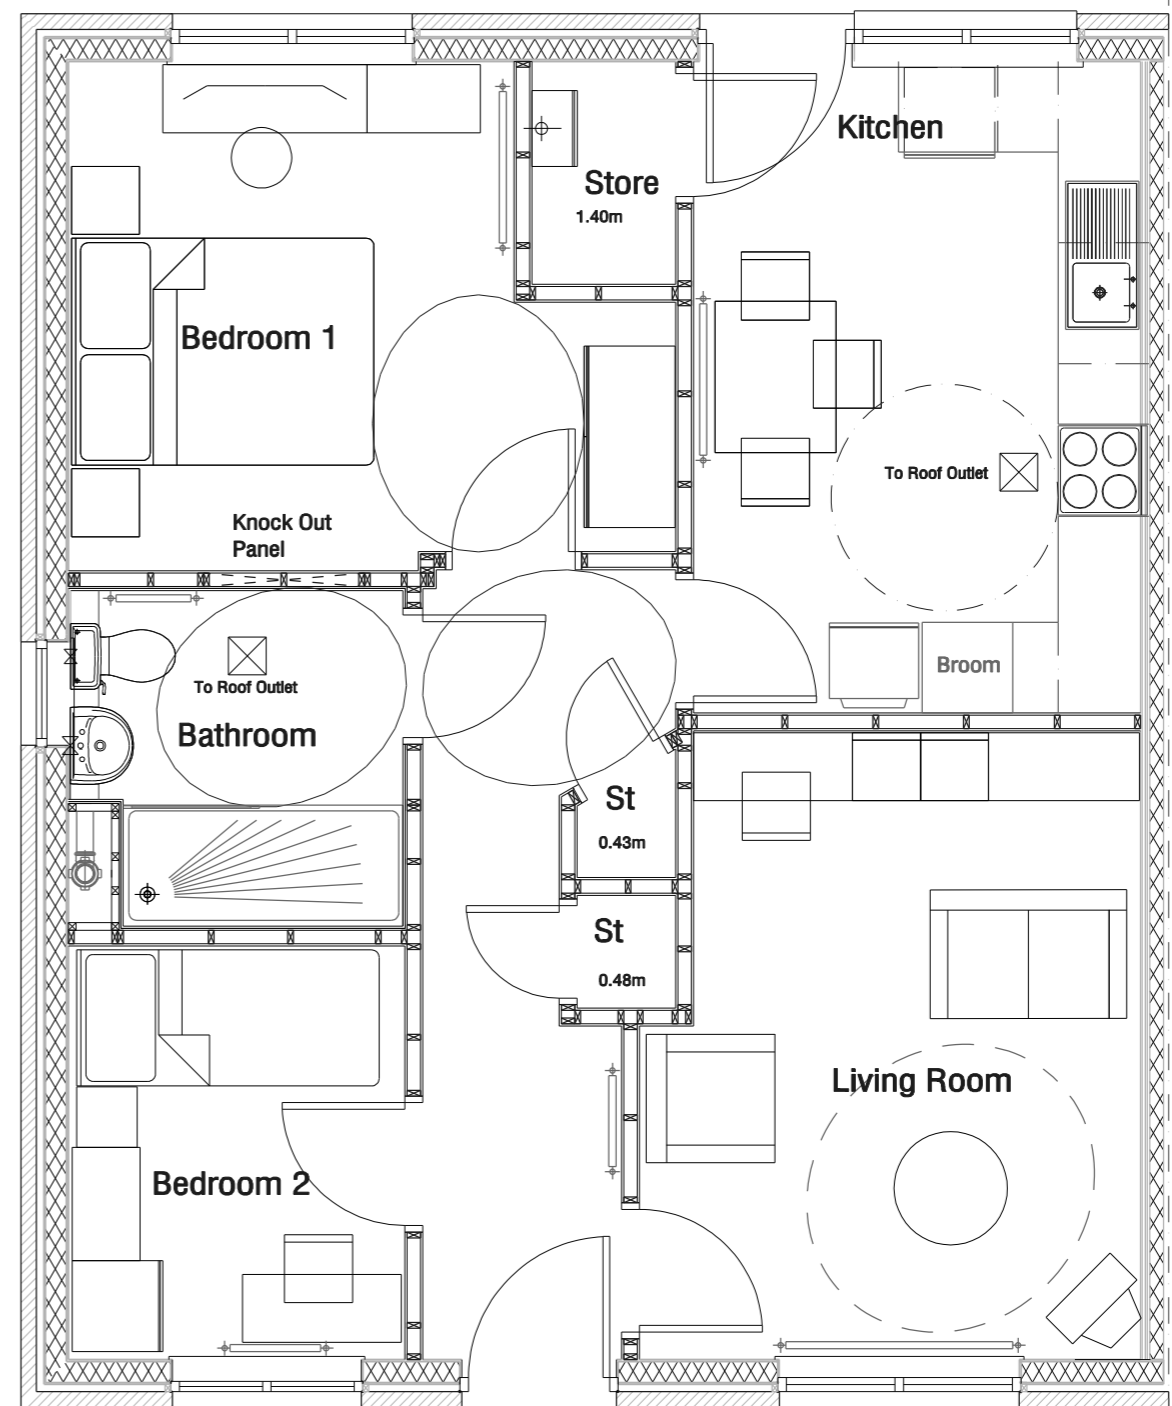 Kitchen
Store
1.40m
Bedroom 1
To Roof Outlet
Knock Out
Panel
Broom
To Roof Outlet
Bathroom
St
0.43m
St
0.48m
Living Room
Bedroom 2